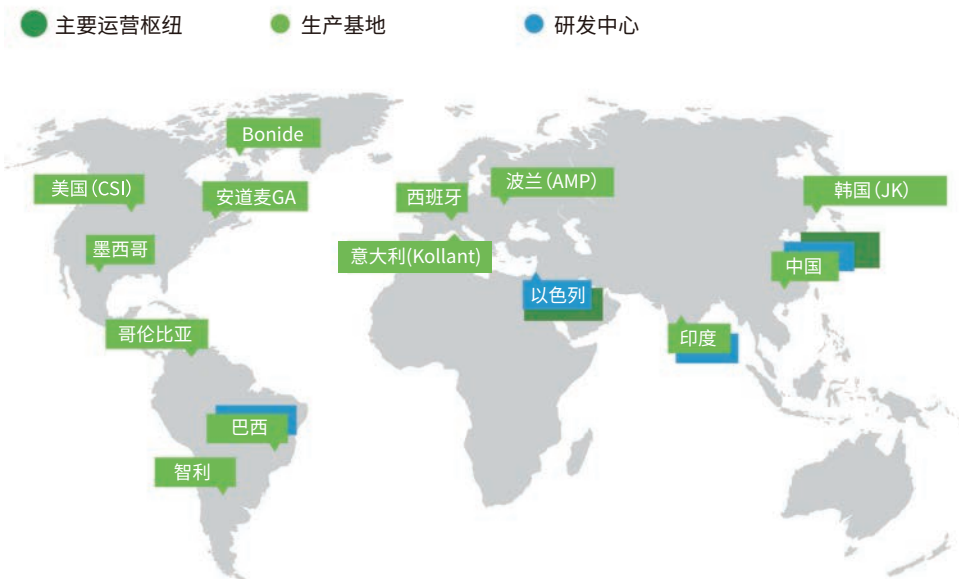 主要运营枢纽
生产基地
研发中心
Bonide
美国(CSI)
安道麦GA
西班牙
波兰(AMP)
韩国(JK)
墨西哥
意大利(Kollant)
中国
以色列
哥伦比亚
印度
巴西
智利